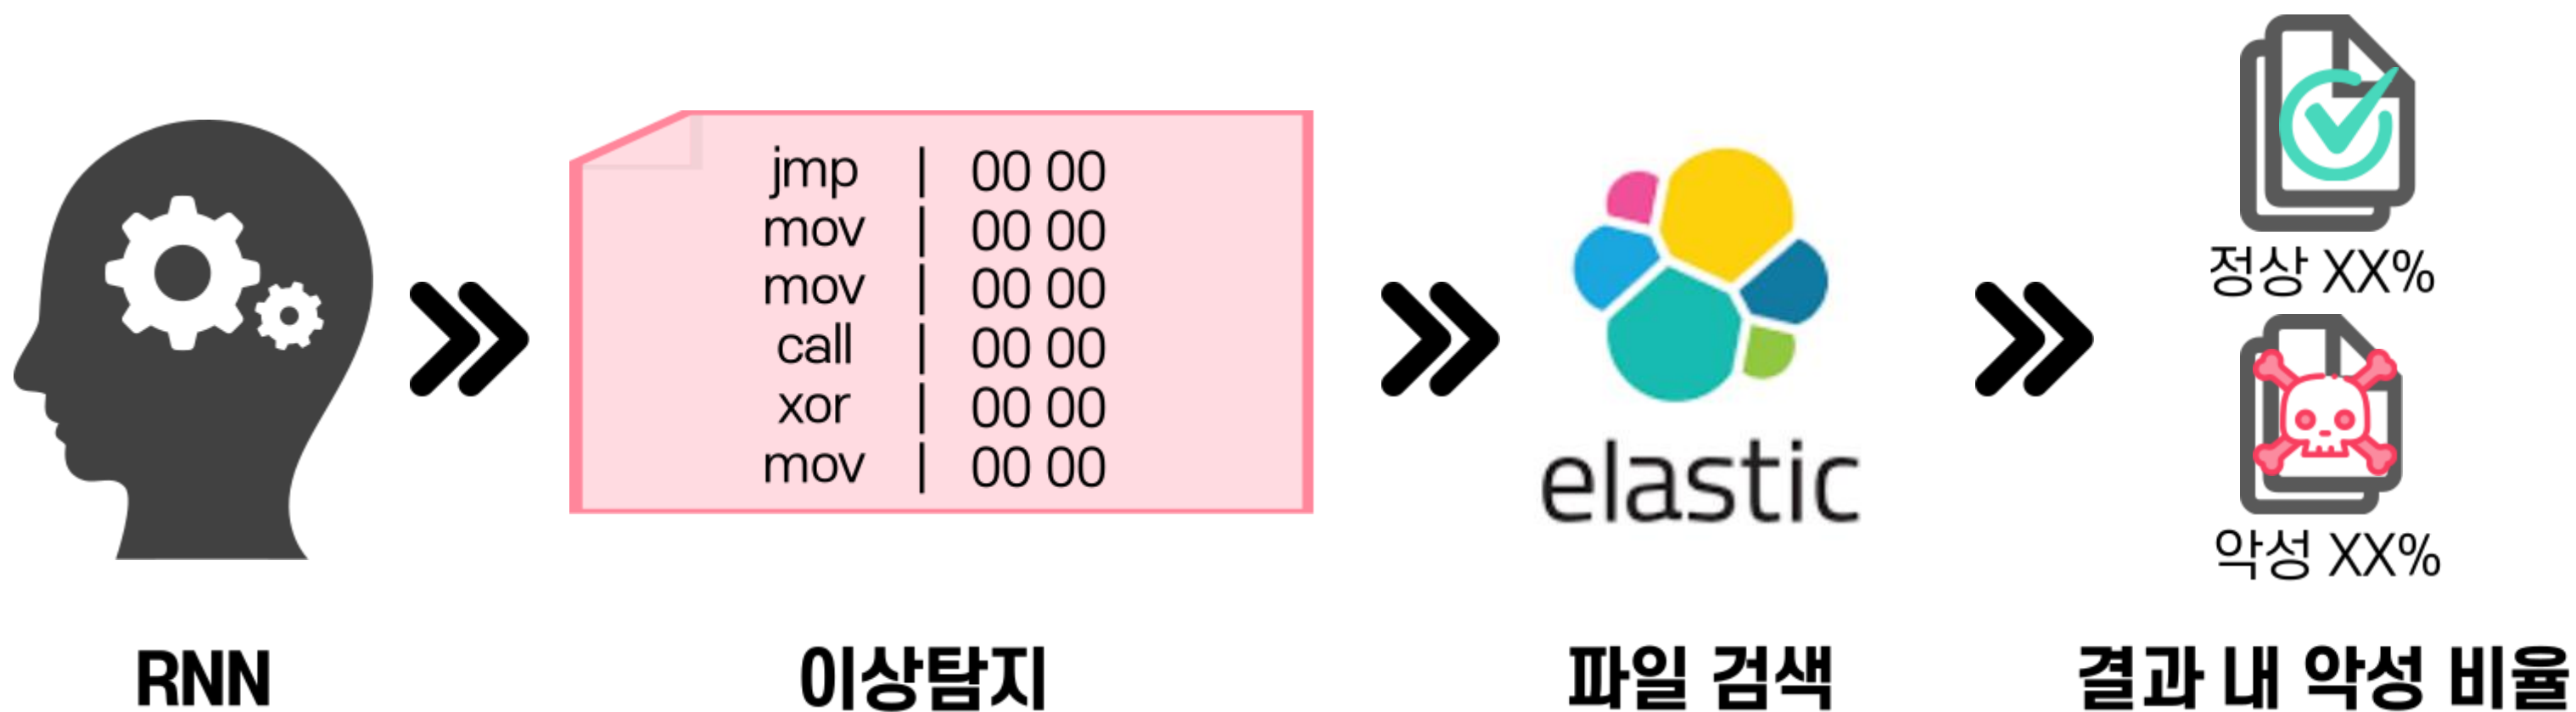 jmp | 00 00
mov | 00 00
mov | 00 00
call | 00 00
xor | 00 00
mov | 00 00
elastic
정상 XX%
악성 XX%
RNN
이상탐지
파일 검색
결과 내 악성 비율